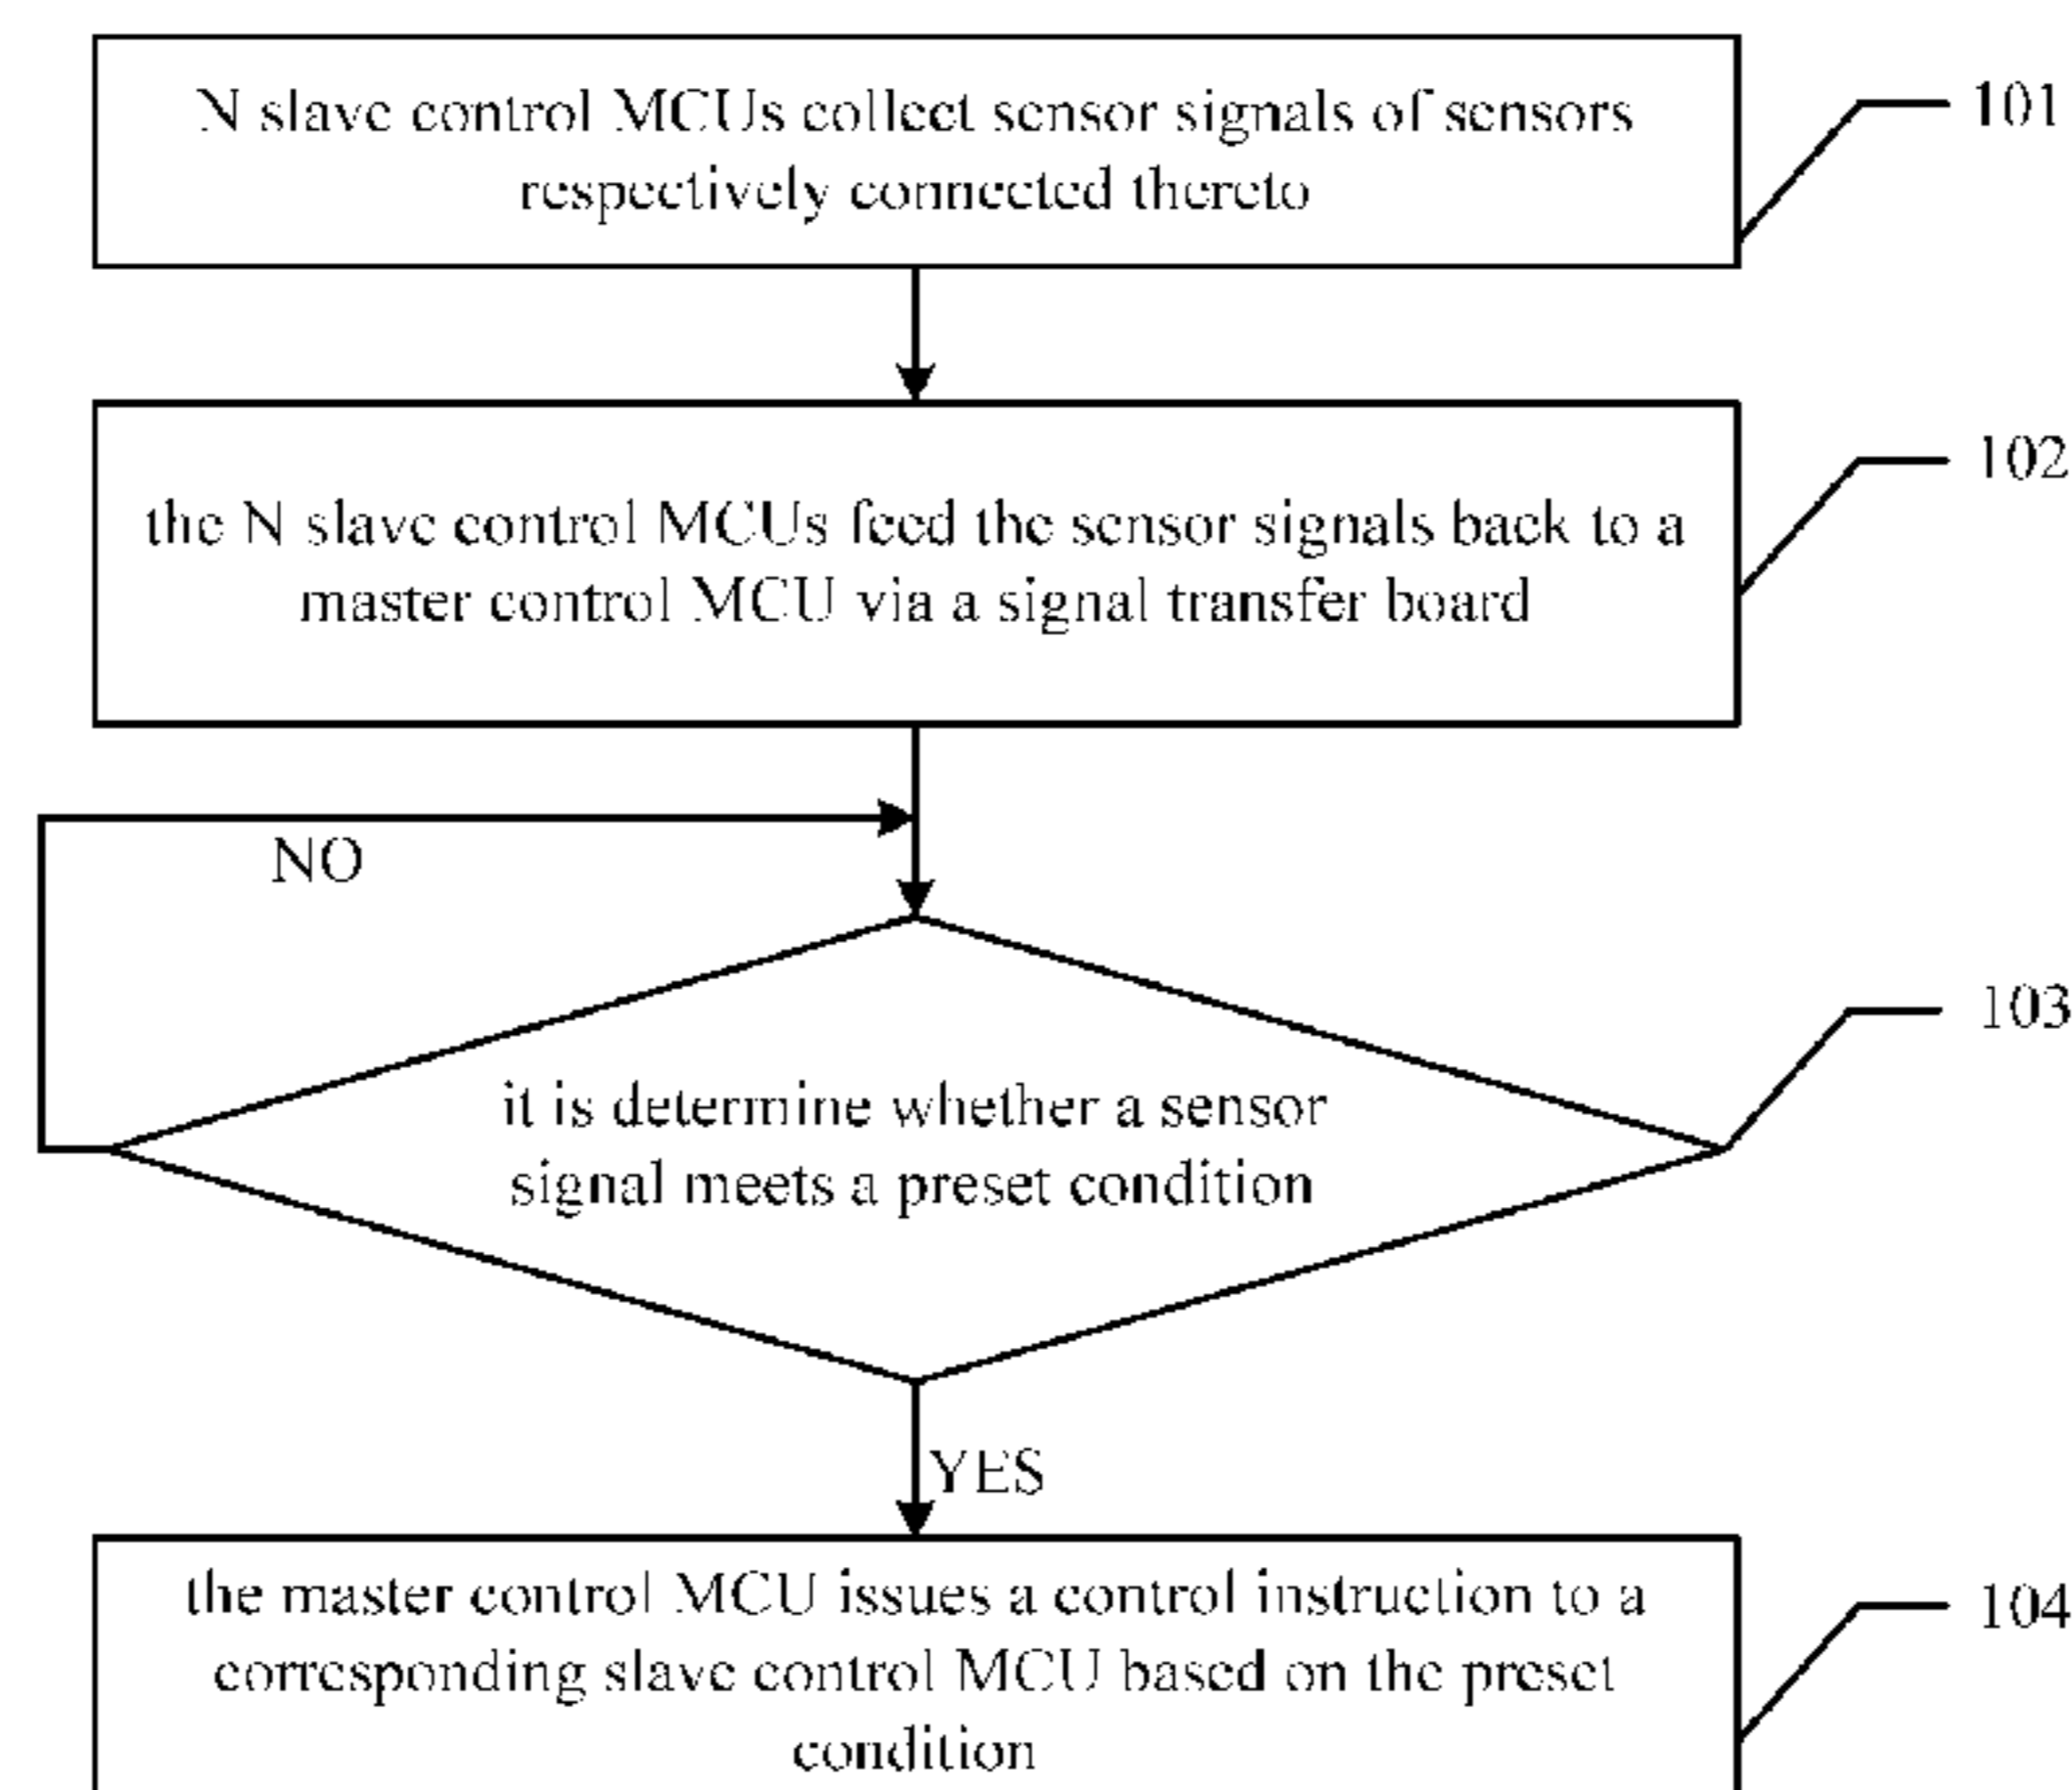 N slave control MCUs collect sensor signals of sensors
respectively connected thereto
101
the N slave control MCUs feed the sensor signals back to a
master control MCU via a signal transfer board
102
NO
it is determine whether a sensor
signal meets a preset condition
103
YES
the master control MCU issues a control instruction to a
corresponding slave control MCU based on the preset
condition
104